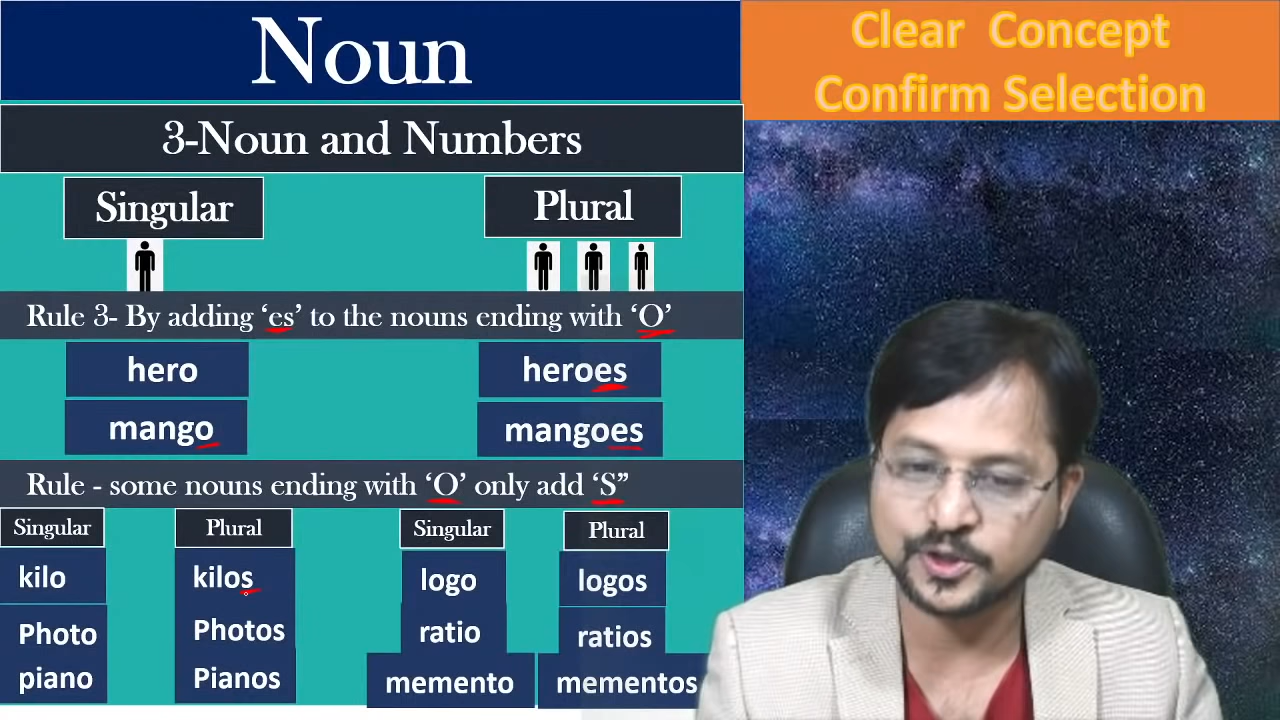 Noun
Clear Concept
Confirm Selection
3-Noun and Numbers
Singular
Plural
Rule 3- By adding ‘es’ to the nouns ending with ‘O’
hero
heroes
mango
mangoes
Rule - some nouns ending with ‘O’ only add ‘S”
Singular
Plural
Singular
Plural
kilo
kilos
logo
logos
Photo
Photos
ratio
ratios
piano
Pianos
memento
mementos